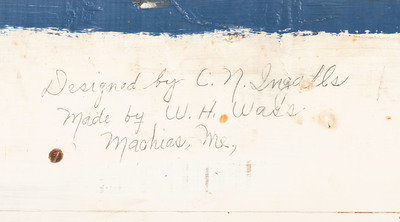 Designed by C. N. Ingalls
Made by W. H. Wass
Machias, Me,